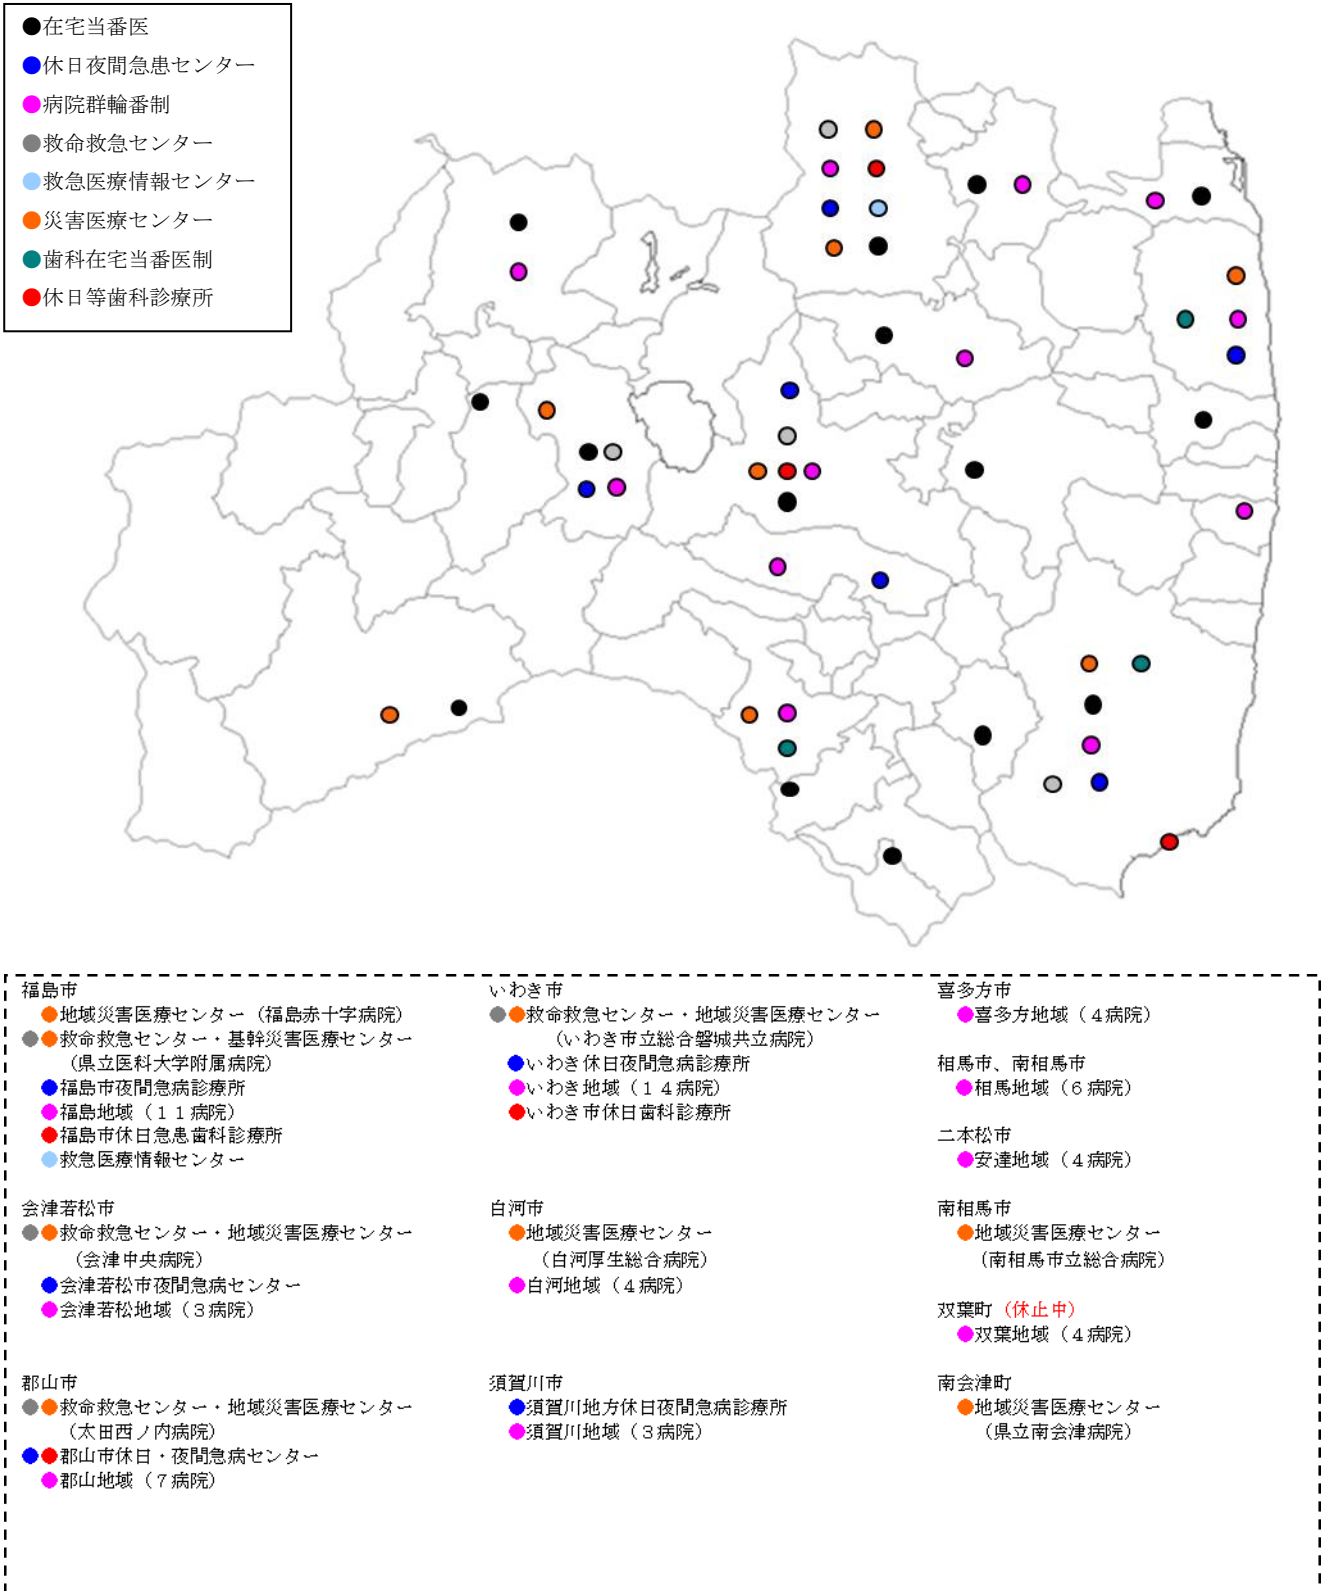 ●在宅当番医
●休日夜間急患センター
●病院群輪番制
●救命救急センター
●救急医療情報センター
●災害医療センター
●歯科在宅当番医制
●休日等歯科診療所
福島市
●地域災害医療センター（福島赤十字病院）
●●救命救急センター・基幹災害医療センター
（県立医科大学附属病院）
●福島市夜間急病診療所
●福島地域（１１病院）
●福島市休日急患歯科診療所
●救急医療情報センター
会津若松市
●●救命救急センター・地域災害医療センター
（会津中央病院）
●会津若松市夜間急病センター
●会津若松地域（３病院）
郡山市
●●救命救急センター・地域災害医療センター
（太田西ノ内病院）
●●郡山市休日・夜間急病センター
●郡山地域（７病院）
いわき市
●●救命救急センター・地域災害医療センター
（いわき市立総合磐城共立病院）
●いわき休日夜間急病診療所
●いわき地域（１４病院）
●いわき市休日歯科診療所
白河市
●地域災害医療センター
（白河厚生総合病院）
●白河地域（４病院）
須賀川市
●須賀川地方休日夜間急病診療所
●須賀川地域（３病院）
喜多方市
●喜多方地域（４病院）
相馬市、南相馬市
●相馬地域（６病院）
二本松市
●安達地域（４病院）
南相馬市
●地域災害医療センター
（南相馬市立総合病院）
双葉町（休止中）
●双葉地域（４病院）
南会津町
●地域災害医療センター
（県立南会津病院）